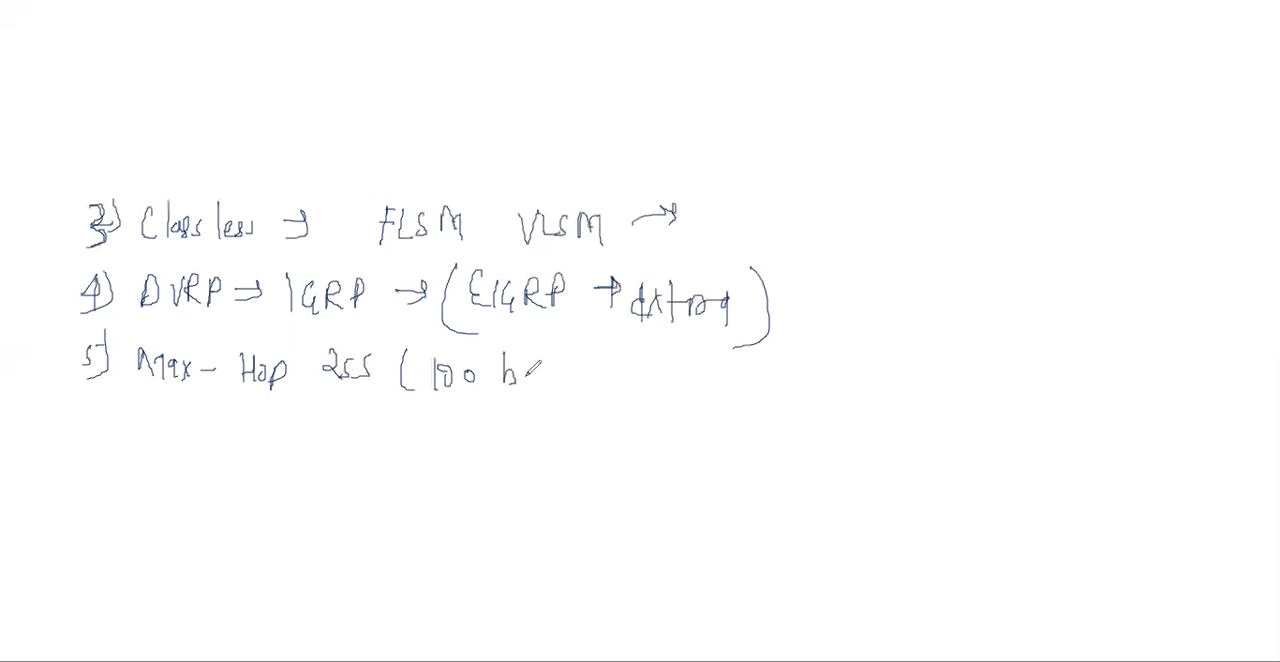 3) Classless → FLSM VLSM →
4) DVRP → IGRP → (EIGRP → )
5) Max - Hop 255 (100 h